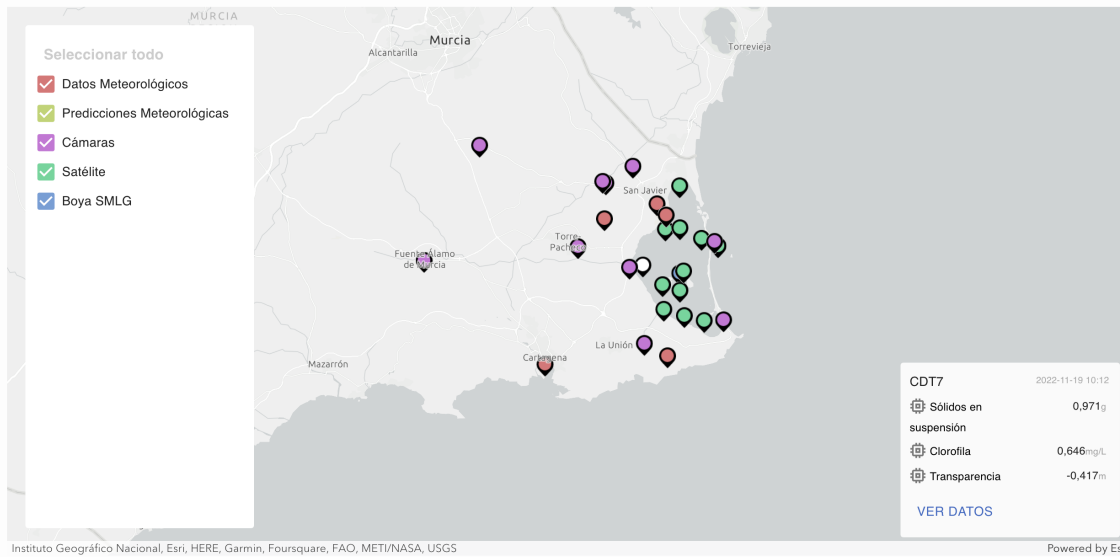 MURCIA
Murcia
Alcantarilla
Torrevieja
Seleccionar todo
Datos Meteorológicos
Predicciones Meteorológicas
Cámaras
Satélite
Boya SMLG
San Javier
Torre-
Pacheco
Fuente-Álamo
de Murcia
La Unión
Cartagena
Mazarrón
CDT7
2022-11-19 10:12
Sólidos en
suspensión
0,971g
Clorofila
0,646mg/L
Transparencia
-0,417m
VER DATOS
Instituto Geográfico Nacional, Esri, HERE, Garmin, Foursquare, FAO, METI/NASA, USGS
Powered by Es